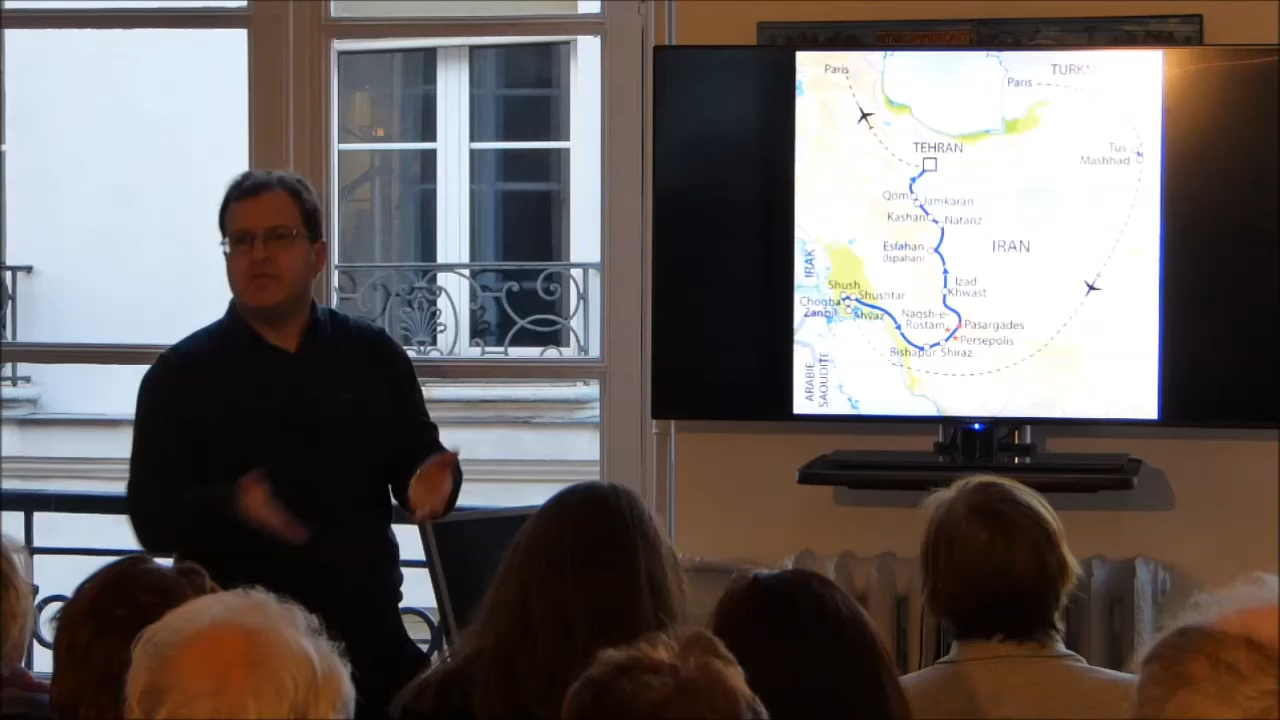 Paris
TURKM
Paris
TEHRAN
Tus
Mashhad
Qom
Jamkaran
Kashan
Natanz
Esfahan
(Ispahan)
IRAN
IRAK
Izad
Khwast
Shush
Shushtar
Choqba
Zanbil
Ahvaz
Naqsh-e-
Rostam
Pasargades
Persepolis
Bishapur
Shiraz
ARABIE
SAOUDITE